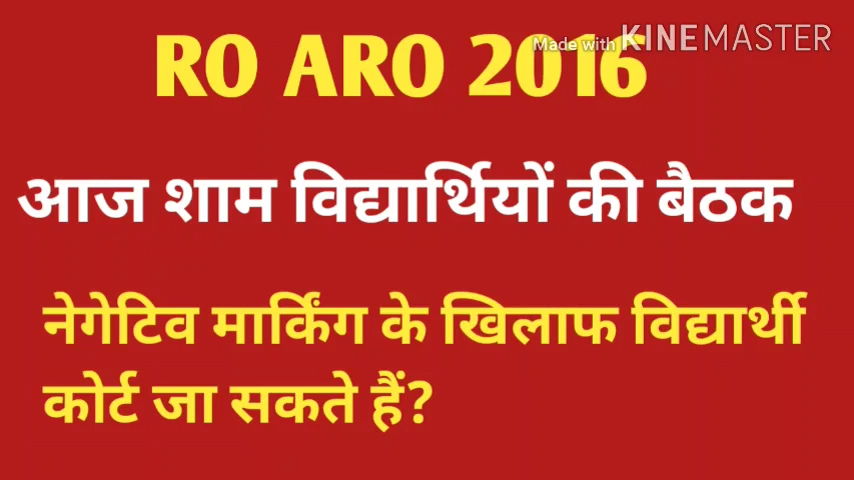 Made with KINEMASTER
RO ARO 2016
आज शाम विद्यार्थियों की बैठक
नेगेटिव मार्किंग के खिलाफ विद्यार्थी
कोर्ट जा सकते हैं?